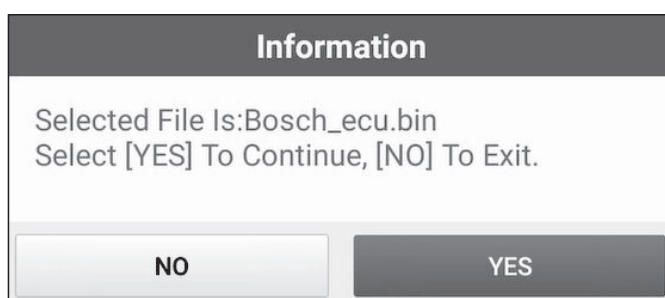 Information
Selected File Is:Bosch_ecu.bin
Select [YES] To Continue, [NO] To Exit.
NO
YES